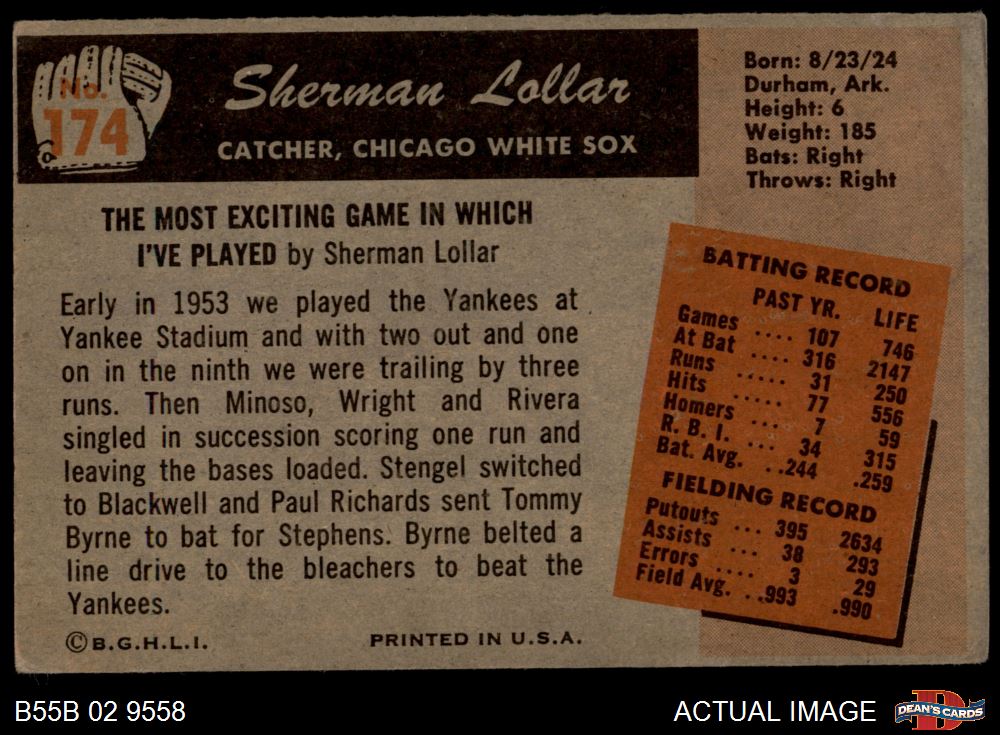 No.
174
Sherman Lollar
CATCHER, CHICAGO WHITE SOX
Born: 8/23/24
Durham, Ark.
Height: 6
Weight: 185
Bats: Right
Throws: Right
THE MOST EXCITING GAME IN WHICH
I'VE PLAYED by Sherman Lollar
Early in 1953 we played the Yankees at
Yankee Stadium and with two out and one
on in the ninth we were trailing by three
runs. Then Minoso, Wright and Rivera
singled in succession scoring one run and
leaving the bases loaded. Stengel switched
to Blackwell and Paul Richards sent Tommy
Byrne to bat for Stephens. Byrne belted a
line drive to the bleachers to beat the
Yankees.
©B.G.H.L.I. PRINTED IN U.S.A.
BATTING RECORD
PAST YR. LIFE
Games .... 107 746
At Bat .... 316 2147
Runs ..... 31 250
Hits ..... 77 556
Homers ... 7 59
R. B. I. ... 34 315
Bat. Avg. ..244 .259
FIELDING RECORD
Putouts ... 395 2634
Assists ... 38 293
Errors .... 3 29
Field Avg. ..993 .990
B55B 02 9558
ACTUAL IMAGE
D
DEAN'S CARDS